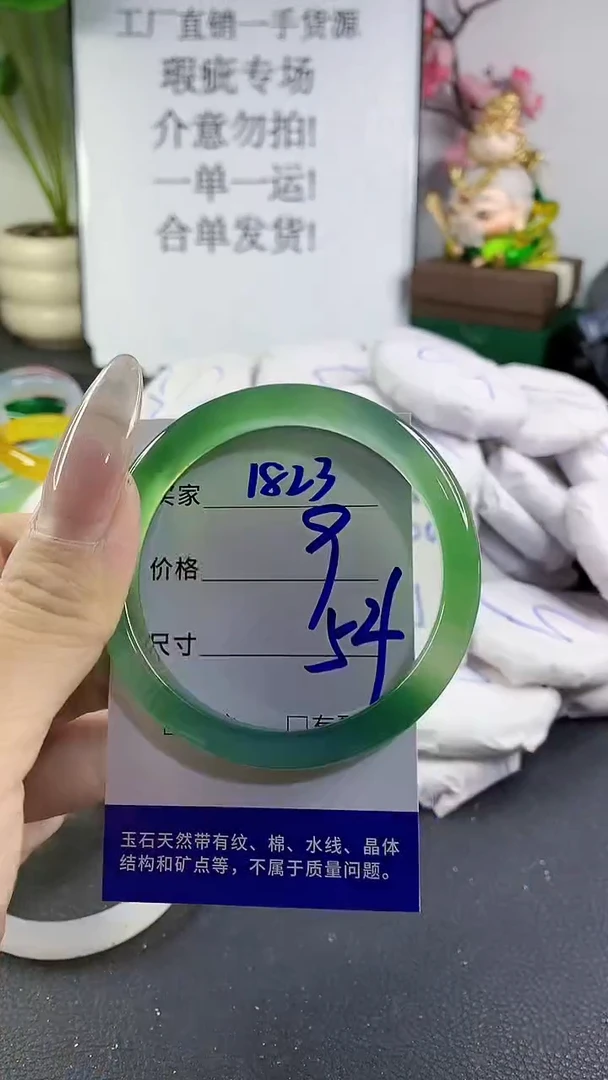 工厂直销一手货源
瑕疵专场
介意勿拍!
一单一运!
合单发货!
买家 1823
价格 9
尺寸 54
玉石天然带有纹、棉、水线、晶体
结构和矿点等，不属于质量问题。